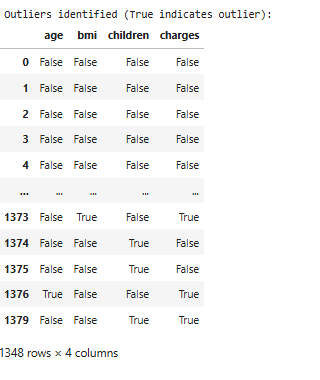 Outliers identified (True indicates outlier):
age bmi children charges
0 False False False False
1 False False False False
2 False False False False
3 False False False False
4 False False False False
... ... ... ... ...
1373 False True False True
1374 False False True False
1375 False False True False
1376 True False False True
1379 False False True True
1348 rows × 4 columns